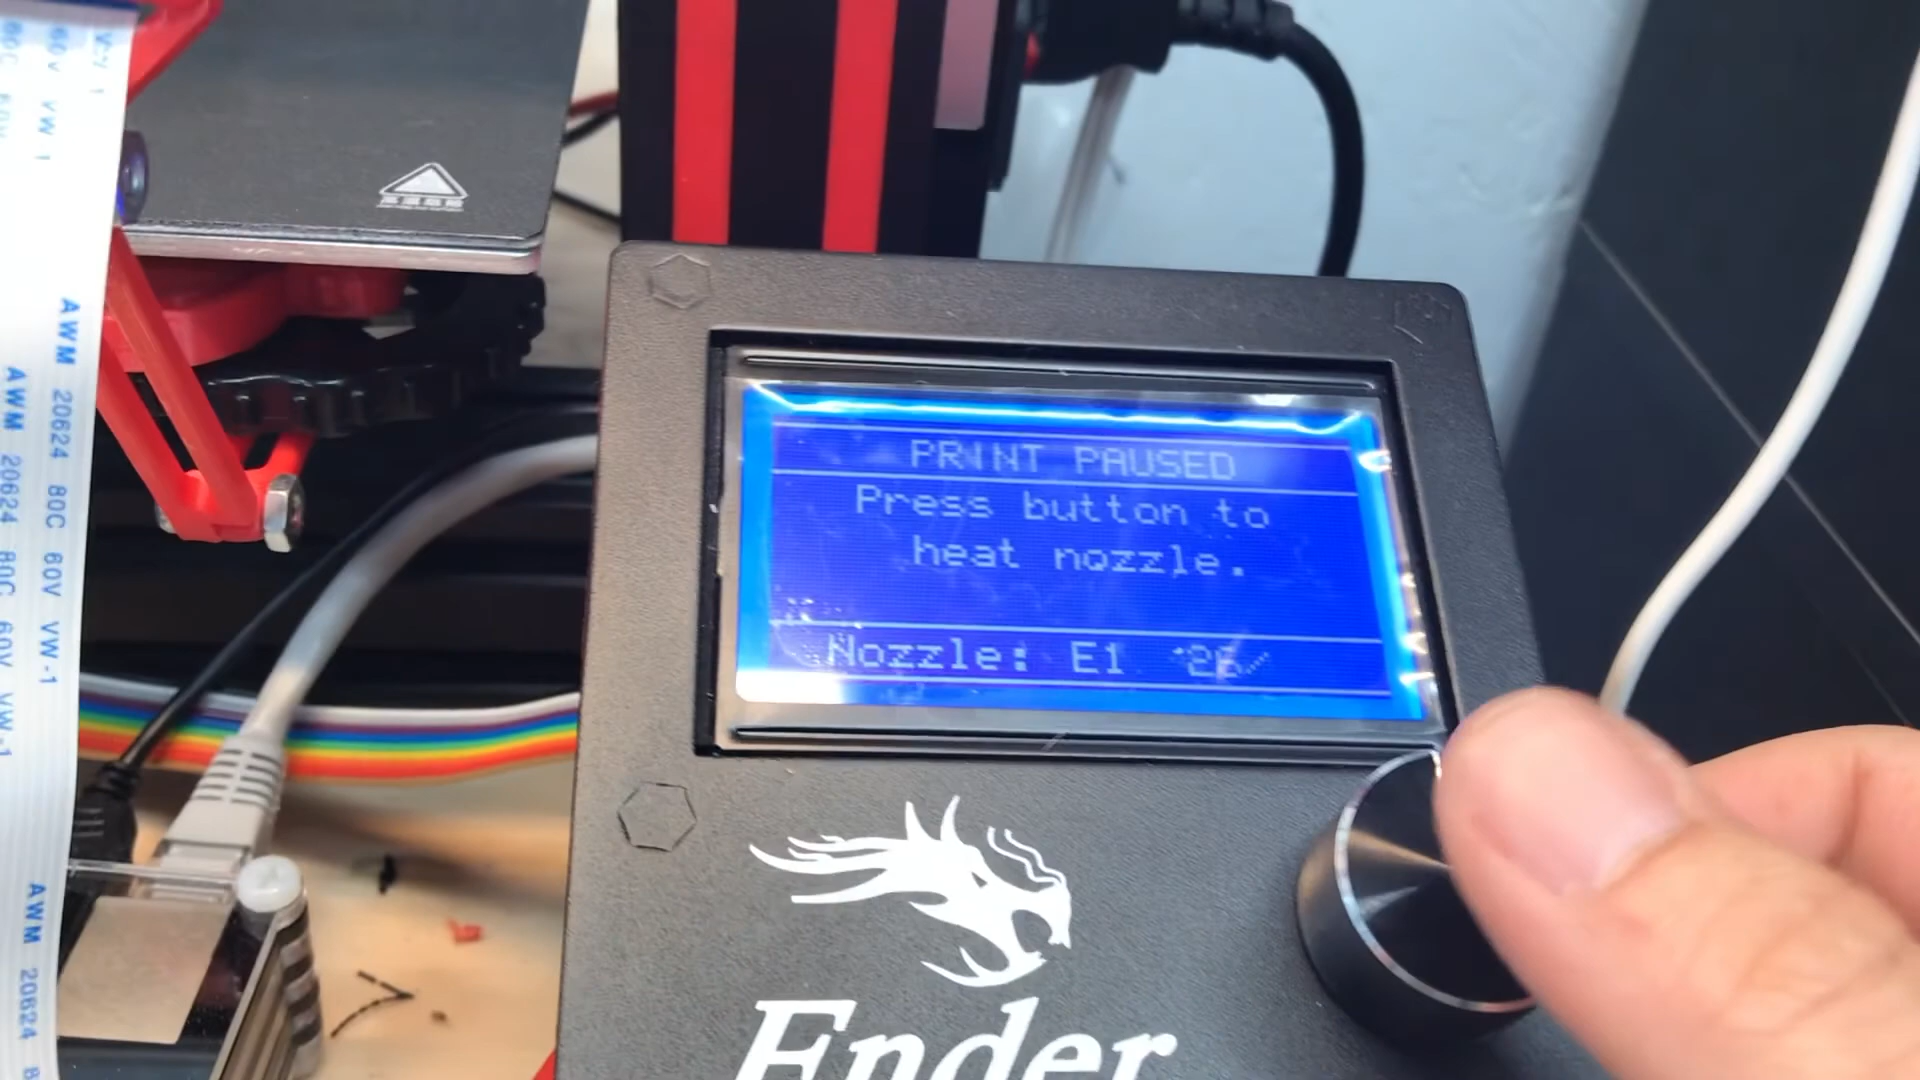 PRINT PAUSED
Press button to
heat nozzle.
Nozzle: E1
Ender
AWM 20624 80C 60V VW-1
AWM 20624 80C 60V VW-1
AWM 20624